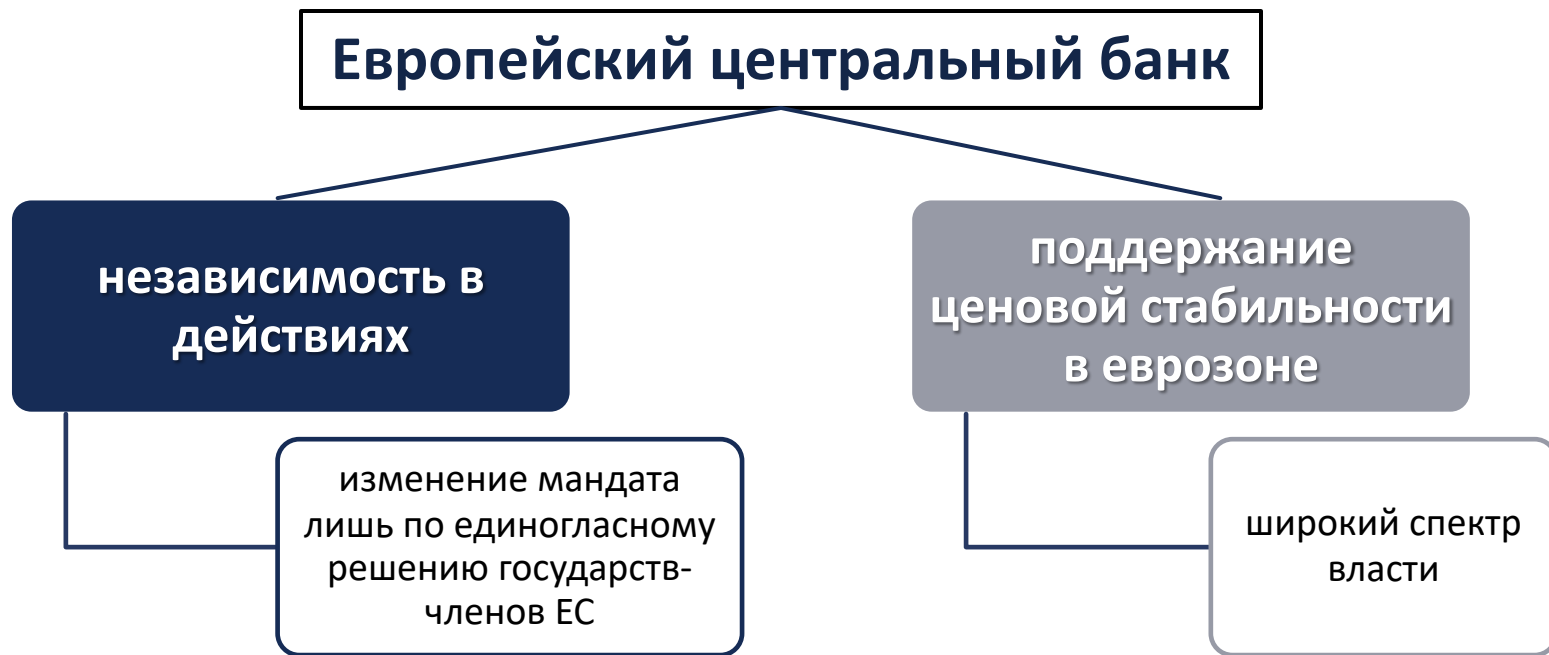 Европейский центральный банк
независимость в
действиях
изменение мандата
лишь по единогласному
решению государств-
членов ЕС
поддержание
ценовой стабильности
в еврозоне
широкий спектр
власти